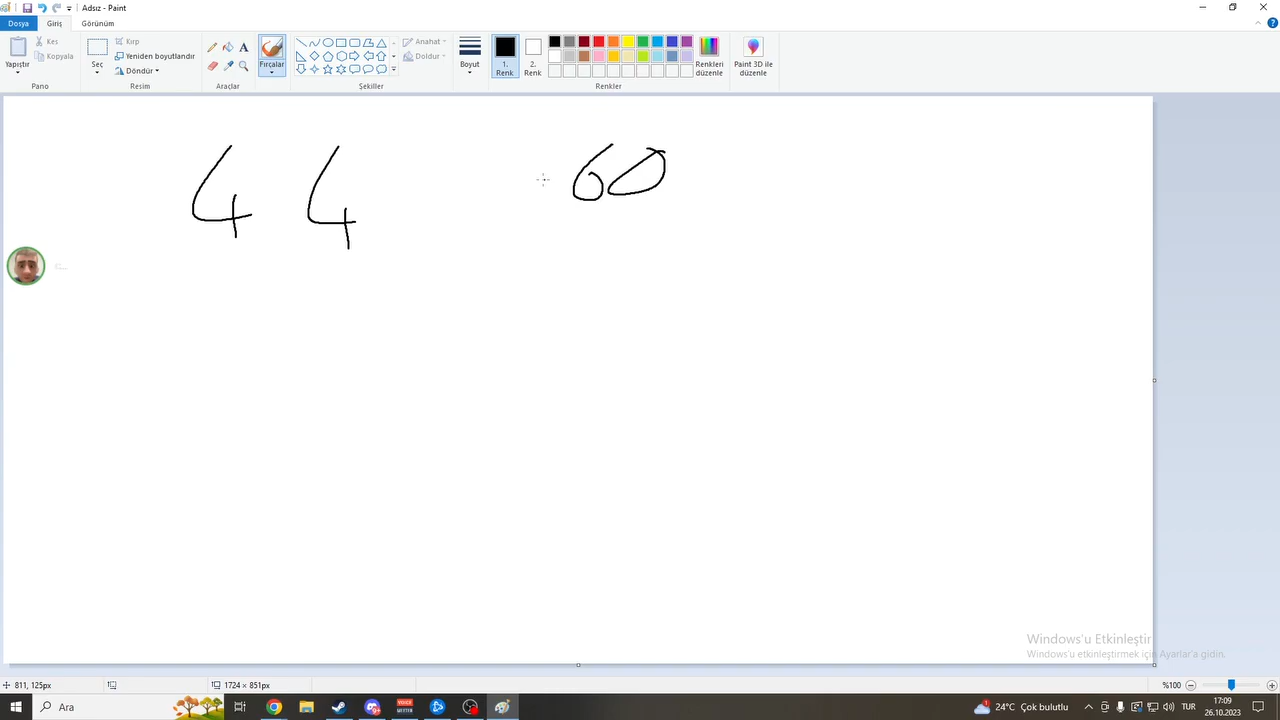 Adsız - Paint
Dosya Giriş Görünüm
Yapıştır
Kes
Kopyala
Pano
Seç
Kırp
Yeniden boyutlandır
Döndür
Resim
Araçlar
Fırçalar
Şekiller
Anahat
Doldur
Boyut
1. Renk
2. Renk
Renkler
Renkleri düzenle
Paint 3D ile düzenle
4 4 60
Windows'u Etkinleştir
Windows'u etkinleştirmek için Ayarlar'a gidin.
811, 125px
1724 × 851px
%100
Ara
24°C Çok bulutlu
TUR
17:09
26.10.2023